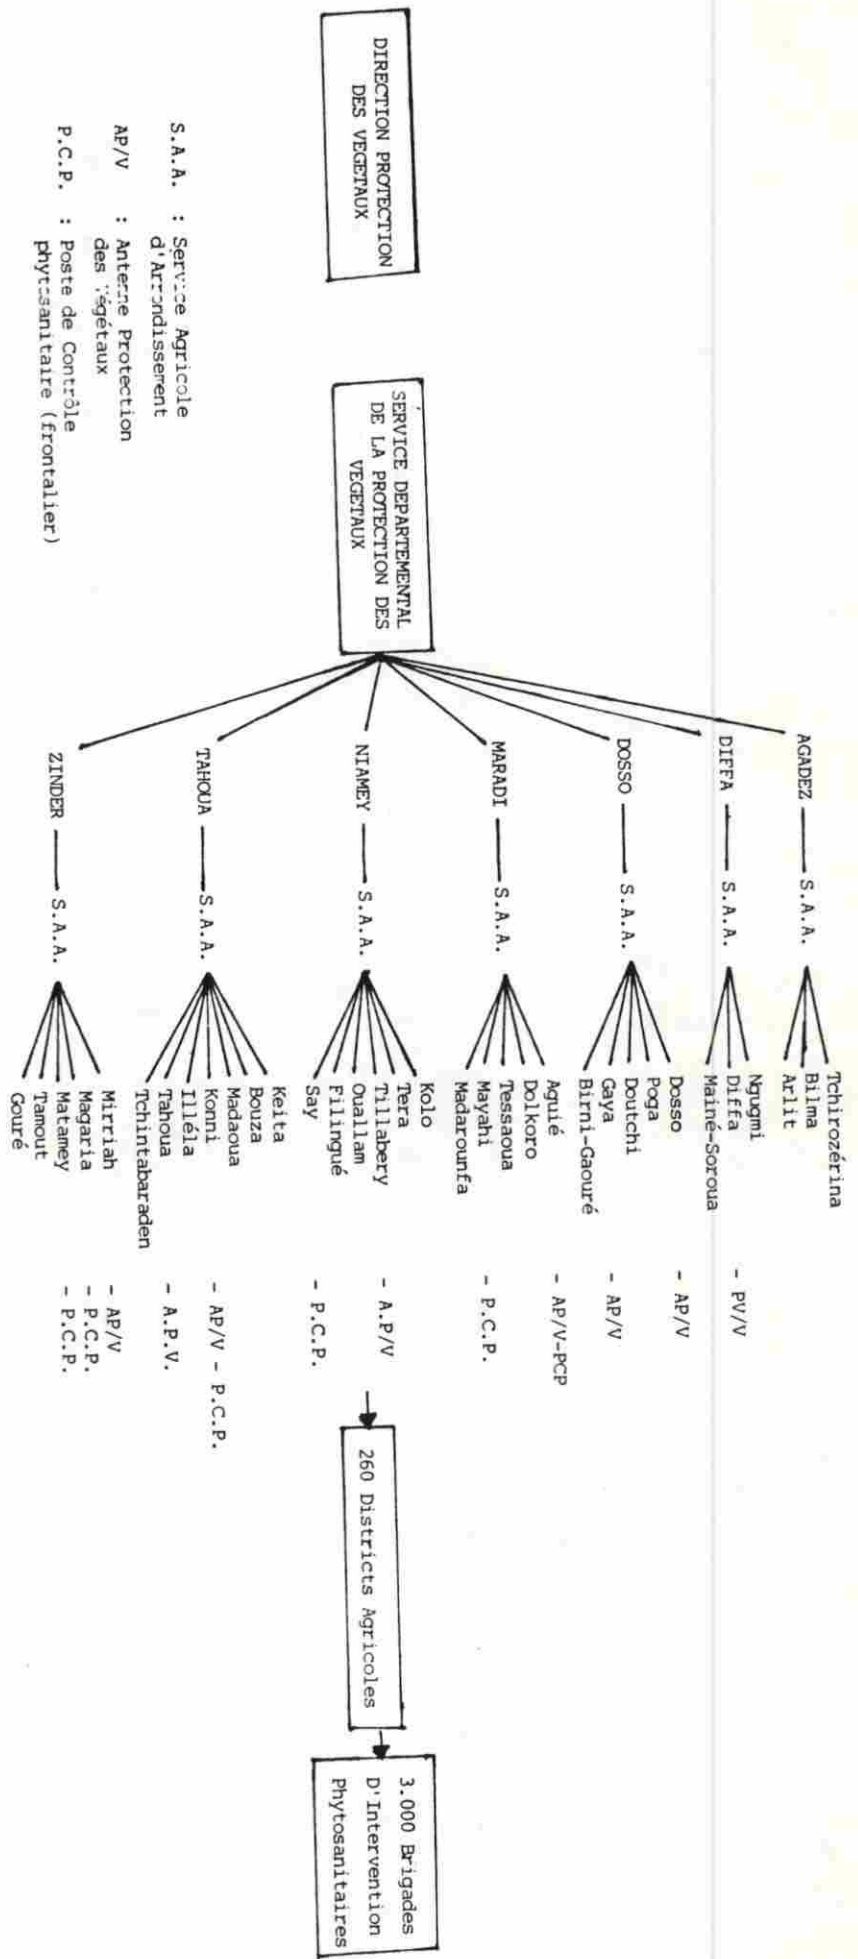 DIRECTION PROTECTION
DES VEGETAUX
SERVICE DEPARTEMENTAL
DE LA PROTECTION DES
VEGETAUX
AGADEZ S.A.A.
Tchirozérina
Bilma
Arlit
DIFFA S.A.A.
Ngugmi
Diffa - PV/V
Mainé-Soroua
DOSSO S.A.A.
Dosso - AP/V
Poga
Doutchi
Gaya - AP/V
Birni-Gaouré
MARADI S.A.A.
Aguié - AP/V-PCP
Dolkoro
Tessaoua
Mayahi
Madarounfa - P.C.P.
NIAMEY S.A.A.
Kolo
Tera
Tillabery - A.P/V
Ouallam
Filingué
Say - P.C.P.
TAHOUA S.A.A.
Keita
Bouza
Madaoua
Konni - AP/V - P.C.P.
Illéla
Tahoua - A.P.V.
Tchintabaraden
ZINDER S.A.A.
Mirriah - AP/V
Magaria - P.C.P.
Matamey - P.C.P.
Tamout
Gouré
260 Districts Agricoles
3.000 Brigades
D'Intervention
Phytosanitaires
S.A.A. : Service Agricole
d'Arrondissement
AP/V : Antenne Protection
des Végétaux
P.C.P. : Poste de Contrôle
phytosanitaire (frontalier)